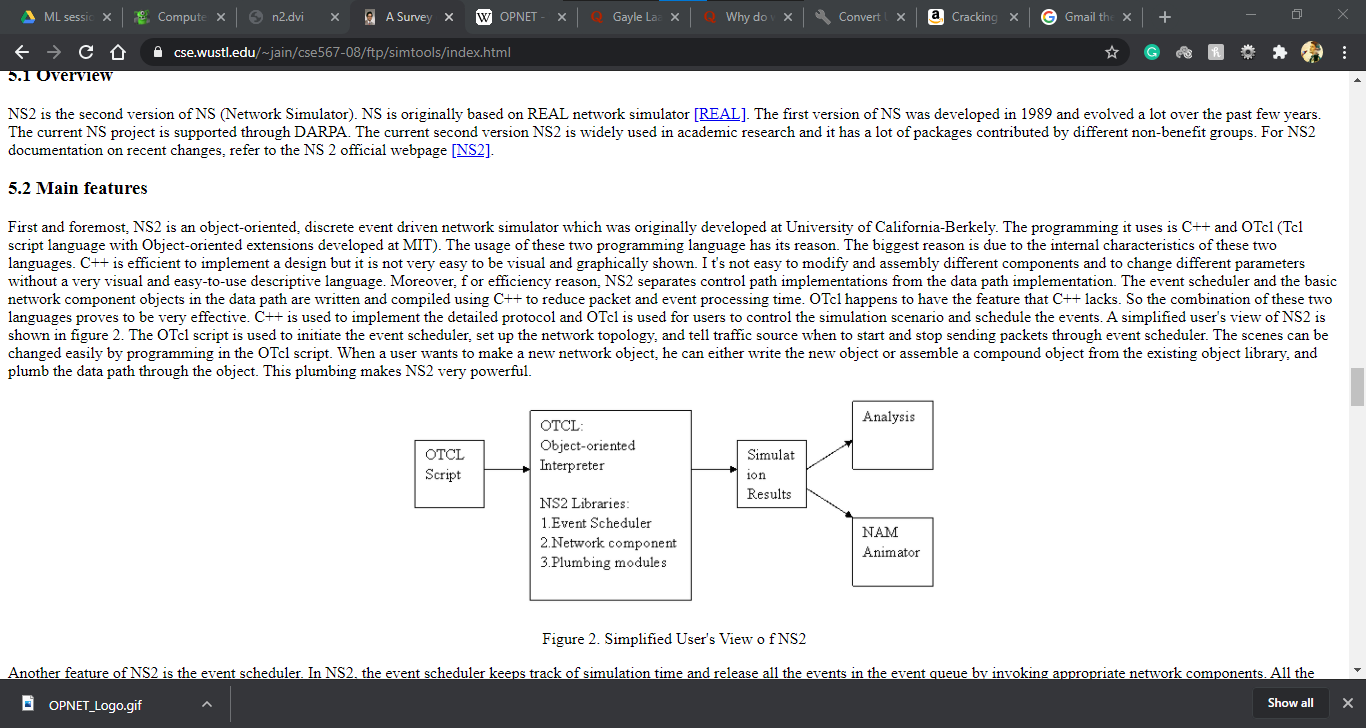 ML sessic
Compute
n2.dvi
A Survey
OPNET -
Gayle Laa
Why do v
Convert U
Cracking
Gmail the
cse.wustl.edu/~jain/cse567-08/ftp/simtools/index.html
5.1 Overview
NS2 is the second version of NS (Network Simulator). NS is originally based on REAL network simulator [REAL]. The first version of NS was developed in 1989 and evolved a lot over the past few years.
The current NS project is supported through DARPA. The current second version NS2 is widely used in academic research and it has a lot of packages contributed by different non-benefit groups. For NS2
documentation on recent changes, refer to the NS 2 official webpage [NS2].
5.2 Main features
First and foremost, NS2 is an object-oriented, discrete event driven network simulator which was originally developed at University of California-Berkely. The programming it uses is C++ and OTcl (Tcl
script language with Object-oriented extensions developed at MIT). The usage of these two programming language has its reason. The biggest reason is due to the internal characteristics of these two
languages. C++ is efficient to implement a design but it is not very easy to be visual and graphically shown. I t's not easy to modify and assembly different components and to change different parameters
without a very visual and easy-to-use descriptive language. Moreover, f or efficiency reason, NS2 separates control path implementations from the data path implementation. The event scheduler and the basic
network component objects in the data path are written and compiled using C++ to reduce packet and event processing time. OTcl happens to have the feature that C++ lacks. So the combination of these two
languages proves to be very effective. C++ is used to implement the detailed protocol and OTcl is used for users to control the simulation scenario and schedule the events. A simplified user's view of NS2 is
shown in figure 2. The OTcl script is used to initiate the event scheduler, set up the network topology, and tell traffic source when to start and stop sending packets through event scheduler. The scenes can be
changed easily by programming in the OTcl script. When a user wants to make a new network object, he can either write the new object or assemble a compound object from the existing object library, and
plumb the data path through the object. This plumbing makes NS2 very powerful.
OTCL
Script
OTCL:
Object-oriented
Interpreter
NS2 Libraries:
1.Event Scheduler
2.Network component
3.Plumbing modules
Simulat
ion
Results
Analysis
NAM
Animator
Figure 2. Simplified User's View o f NS2
Another feature of NS2 is the event scheduler. In NS2, the event scheduler keeps track of simulation time and release all the events in the event queue by invoking appropriate network components. All the
OPNET_Logo.gif
Show all